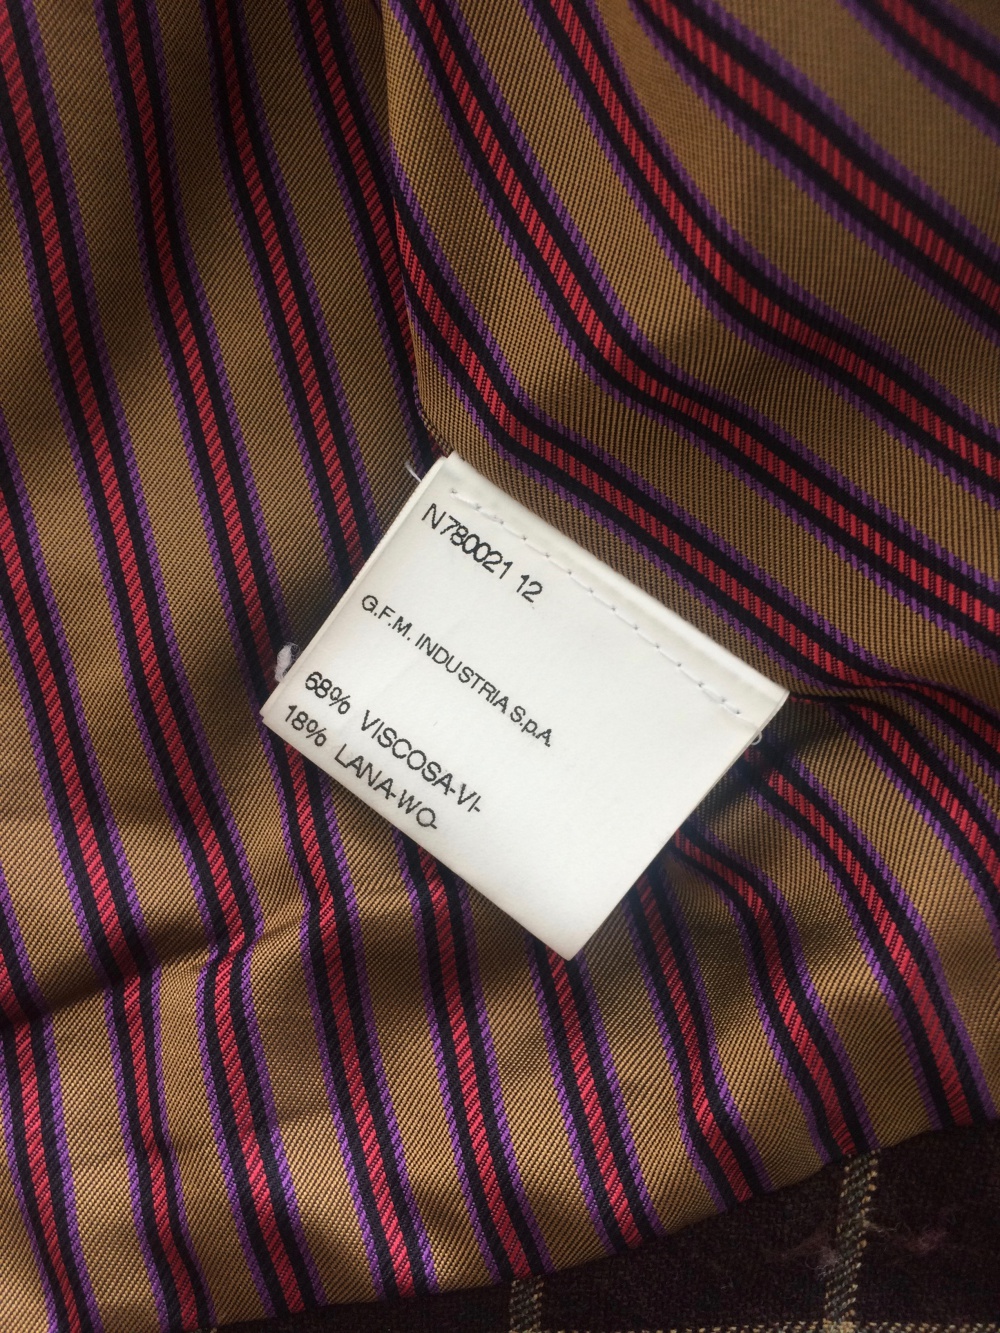 N780021 12
G.F.M. INDUSTRIA S.p.A.
68% VISCOSA-VI-
18% LANA-WO-